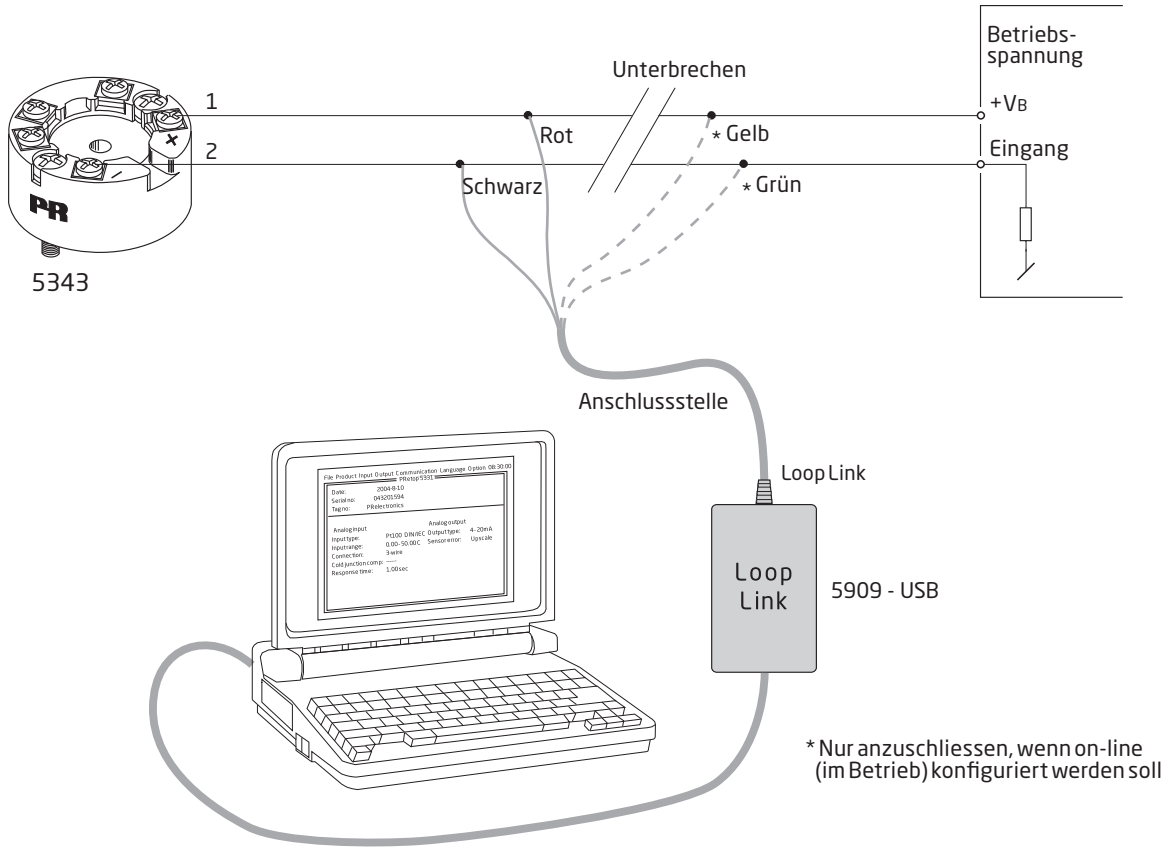 Betriebs-
spannung
Unterbrechen
1
+VB
Rot
* Gelb
2
Eingang
Schwarz
* Grün
+
-
PR
5343
Anschlussstelle
Loop Link
File Product Input Output Communication Language Option 08:30:00
PRetop 5331
Date: 2004-8-10
Serial no: 043201594
Tag no: PRelectronics
Analog input Analog output
Input type: Pt100 DIN/IEC Output type: 4-20mA
Input range: 0.00-50.00C Sensor error: Upscale
Connection: 3-wire
Cold junction comp: -----
Response time: 1.00 sec
Loop
Link
5909 - USB
* Nur anzuschliessen, wenn on-line
(im Betrieb) konfiguriert werden soll